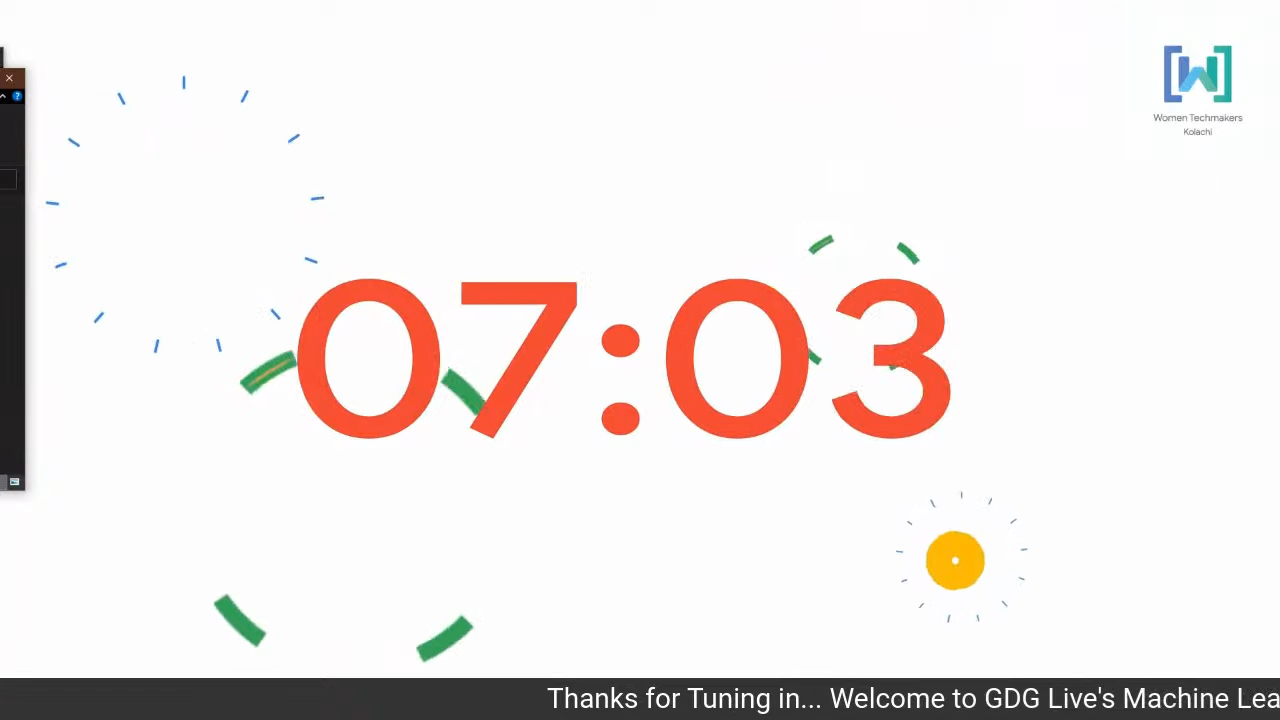 Women Techmakers
Kolachi
07:03
Thanks for Tuning in... Welcome to GDG Live's Machine Lea